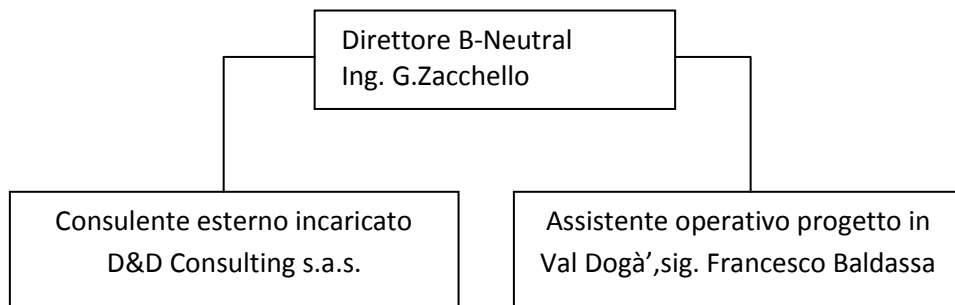 Direttore B-Neutral
Ing. G.Zacchello
Consulente esterno incaricato
D&D Consulting s.a.s.
Assistente operativo progetto in
Val Dogà’,sig. Francesco Baldassa